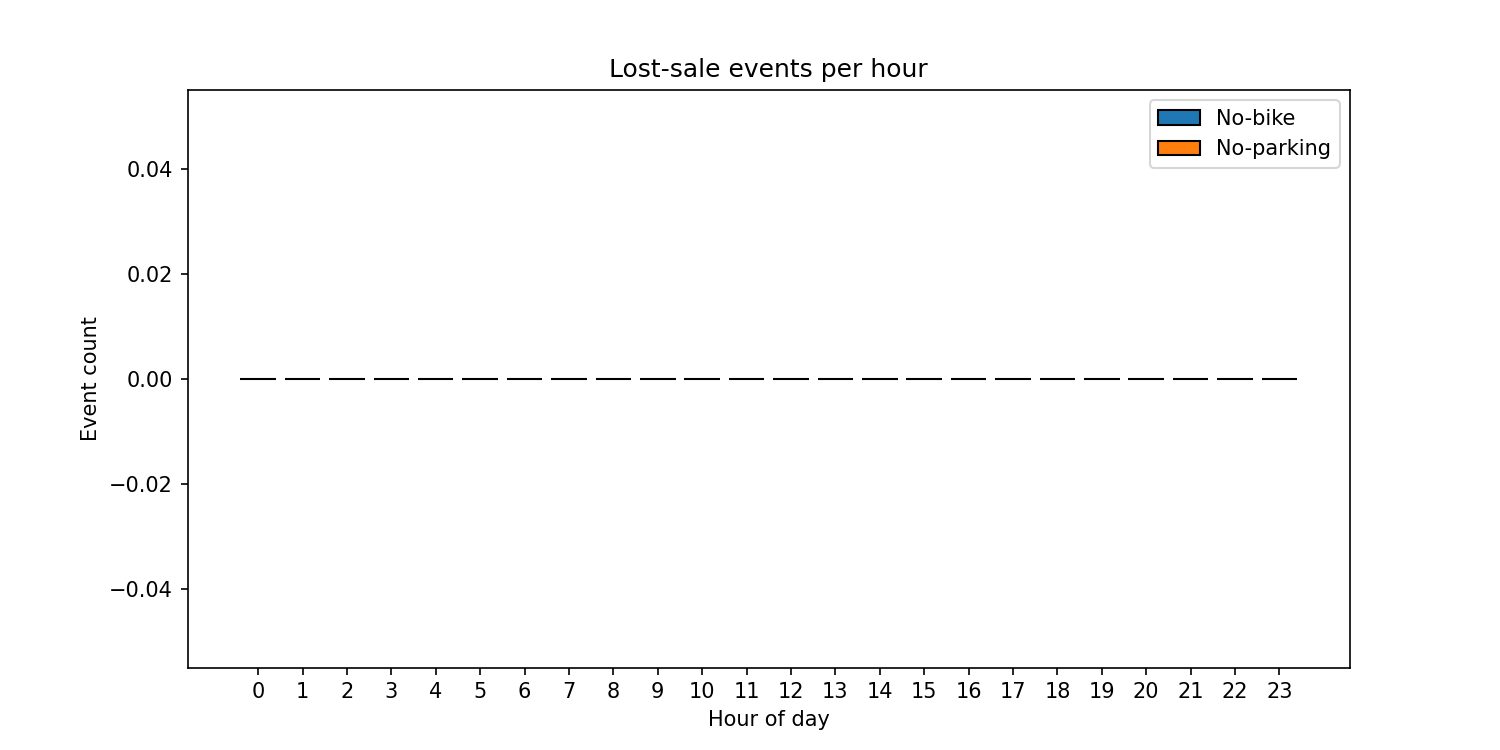 Lost-sale events per hour
No-bike
No-parking
0.04
0.02
0.00
−0.02
−0.04
Event count
0 1 2 3 4 5 6 7 8 9 10 11 12 13 14 15 16 17 18 19 20 21 22 23
Hour of day